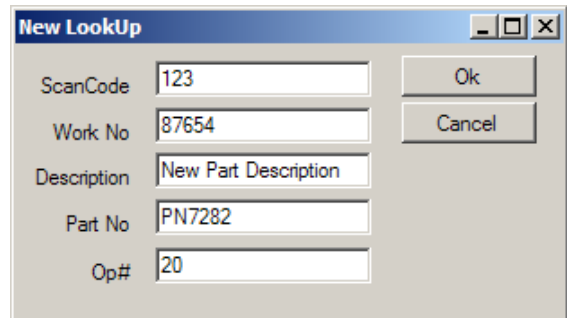 New LookUp
ScanCode 123 Ok
Work No 87654 Cancel
Description New Part Description
Part No PN7282
Op# 20